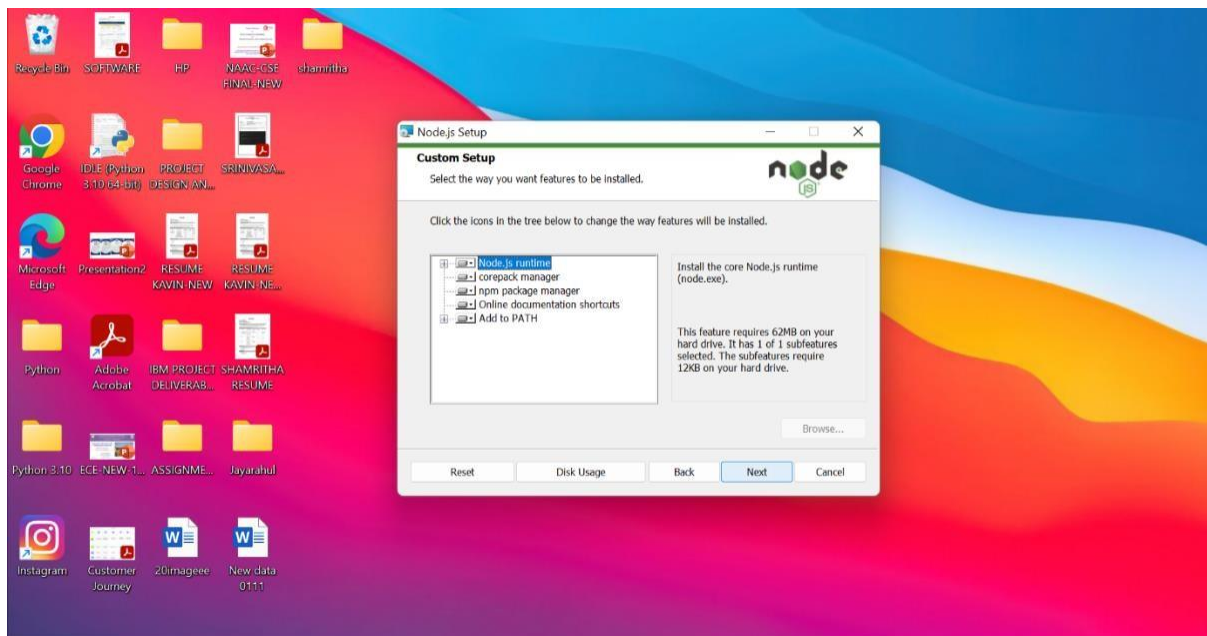 Recycle Bin
SOFTWARE
HP
NAAC-CSE
FINAL-NEW
shamritha
Google
Chrome
IDLE (Python
3.10 64-bit)
PROJECT
DESIGN AN...
SRINIVASA...
Microsoft
Edge
Presentation2
RESUME
KAVIN-NEW
RESUME
KAVIN-NE...
Python
Adobe
Acrobat
IBM PROJECT
DELIVERAB...
SHAMRITHA
RESUME
Python 3.10
ECE-NEW-1...
ASSIGNME...
Jayarahul
Instagram
Customer
Journey
20imageee
New data
0111
Node.js Setup
Custom Setup
Select the way you want features to be installed.
node
JS
Click the icons in the tree below to change the way features will be installed.
Node.js runtime
corepack manager
npm package manager
Online documentation shortcuts
Add to PATH
Install the core Node.js runtime
(node.exe).
This feature requires 62MB on your
hard drive. It has 1 of 1 subfeatures
selected. The subfeatures require
12KB on your hard drive.
Browse...
Reset
Disk Usage
Back
Next
Cancel